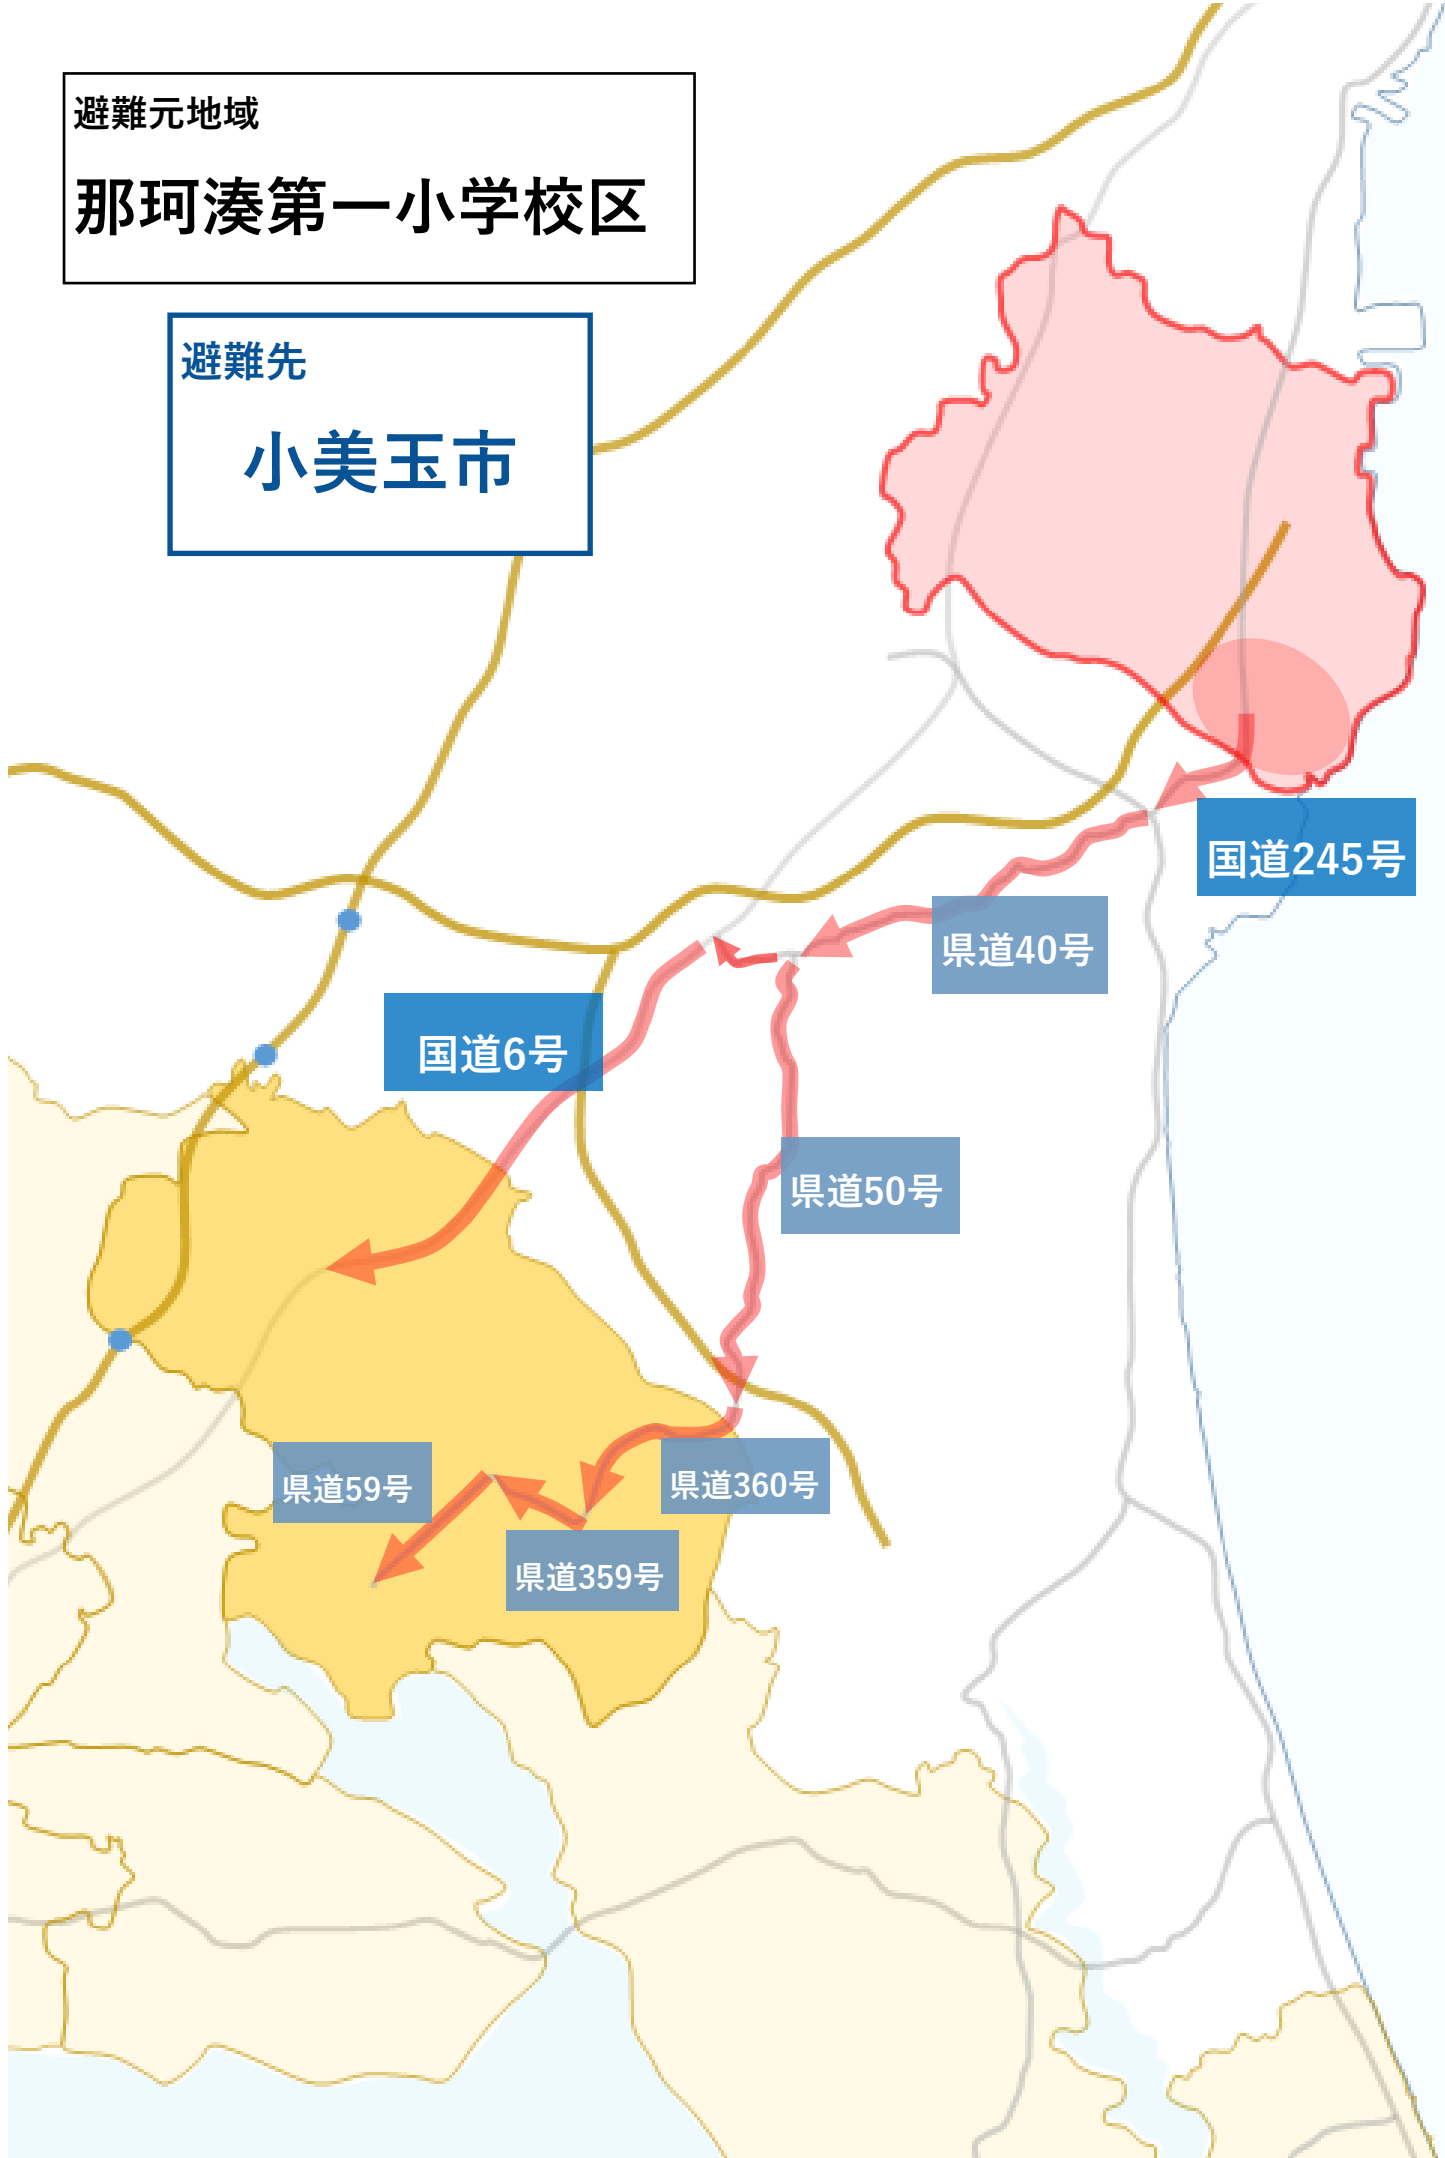 避難元地域
那珂湊第一小学校区
避難先
小美玉市
国道245号
県道40号
国道6号
県道50号
県道360号
県道59号
県道359号